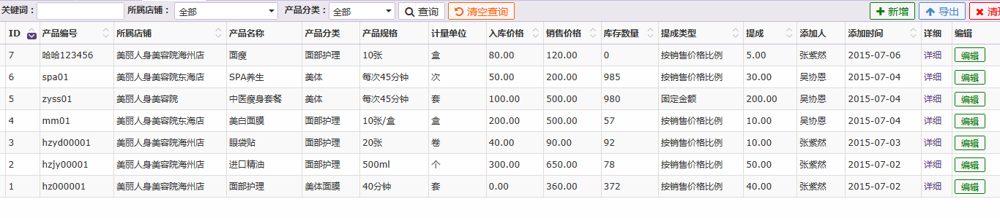 关键词： 所属店铺： 全部 产品分类： 全部 查询 清空查询 新增 导出
ID 产品编号 所属店铺 产品名称 产品分类 产品规格 计量单位 入库价格 销售价格 库存数量 提成类型 提成 添加人 添加时间 详细 编辑
7 哈哈123456 美丽人身美容院海州店 面瘦 面部护理 10张 盒 80.00 120.00 0 按销售价格比例 5.00 张紫然 2015-07-06 详细 编辑
6 spa01 美丽人身美容院东海店 SPA养生 美体 每次45分钟 次 50.00 200.00 985 按销售价格比例 30.00 吴协恩 2015-07-04 详细 编辑
5 zyss01 美丽人身美容院 中医瘦身套餐 美体 每次45分钟 套 100.00 500.00 980 固定金额 200.00 吴协恩 2015-07-04 详细 编辑
4 mm01 美丽人身美容院东海店 美白面膜 面部护理 10张/盒 盒 200.00 500.00 57 按销售价格比例 10.00 吴协恩 2015-07-04 详细 编辑
3 hzyd00001 美丽人身美容院海州店 眼袋贴 面部护理 20张 卷 40.00 90.00 92 按销售价格比例 10.00 张紫然 2015-07-03 详细 编辑
2 hzjy00001 美丽人身美容院海州店 进口精油 面部护理 500ml 个 300.00 650.00 78 按销售价格比例 50.00 张紫然 2015-07-02 详细 编辑
1 hz000001 美丽人身美容院海州店 面部护理 美体面膜 40分钟 套 0.00 360.00 372 按销售价格比例 40.00 张紫然 2015-07-02 详细 编辑